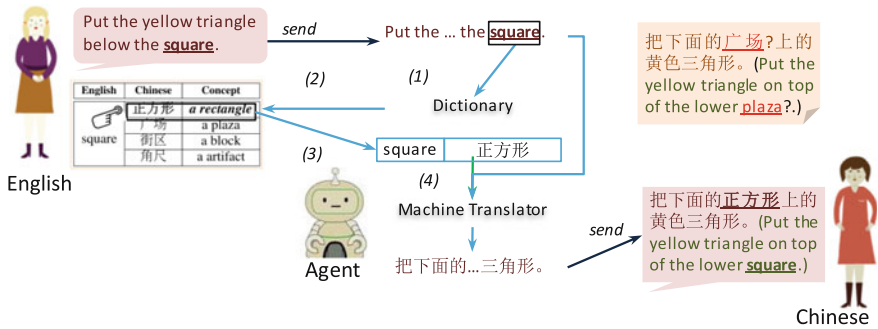 Put the yellow triangle
below the square.
send
Put the ... the square.
(1)
(2)
Dictionary
English Chinese Concept
square
正方形 a rectangle
广场 a plaza
街区 a block
角尺 a artifact
(3)
square 正方形
(4)
Machine Translator
把下面的...三角形。
English
Agent
send
把下面的广场?上的
黄色三角形。(Put the
yellow triangle on top
of the lower plaza?.)
把下面的正方形上的
黄色三角形。(Put the
yellow triangle on top
of the lower square.)
Chinese